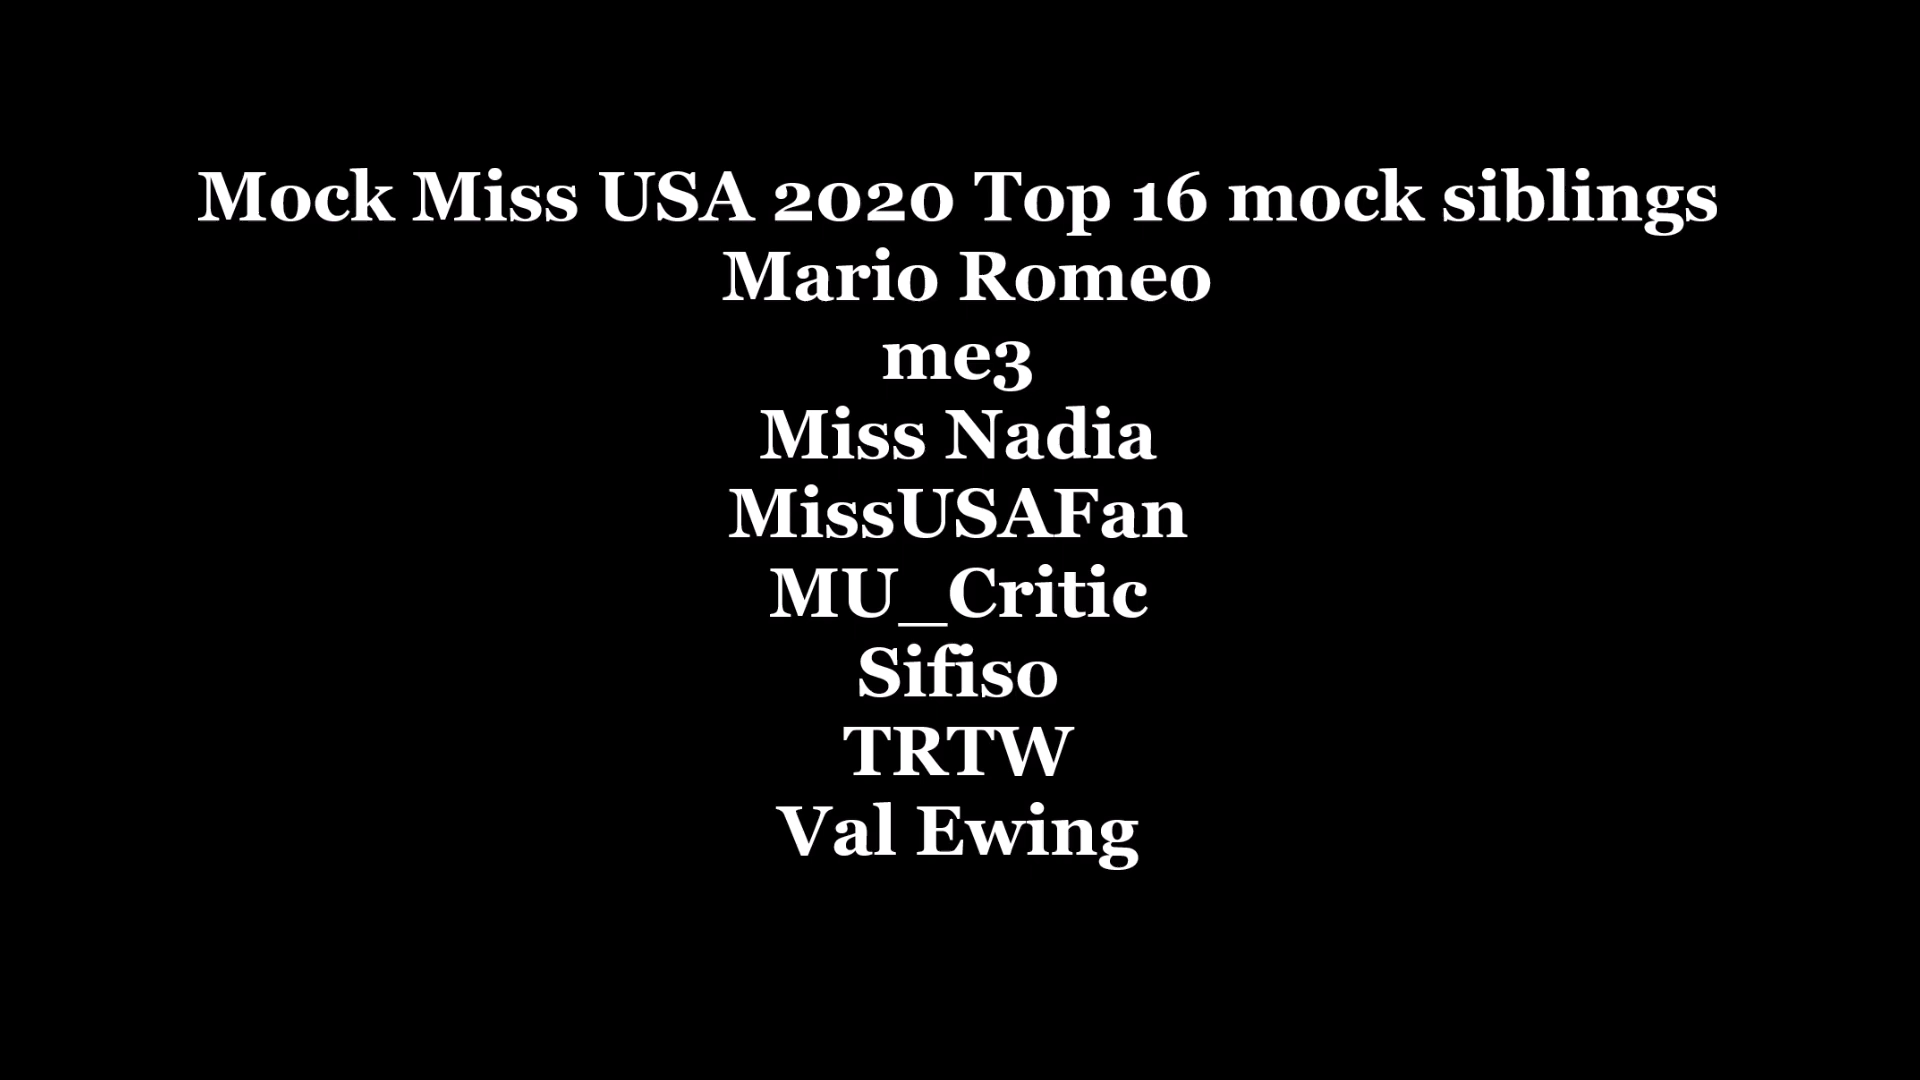 Mock Miss USA 2020 Top 16 mock siblings
Mario Romeo
me3
Miss Nadia
MissUSAFan
MU_Critic
Sifiso
TRTW
Val Ewing